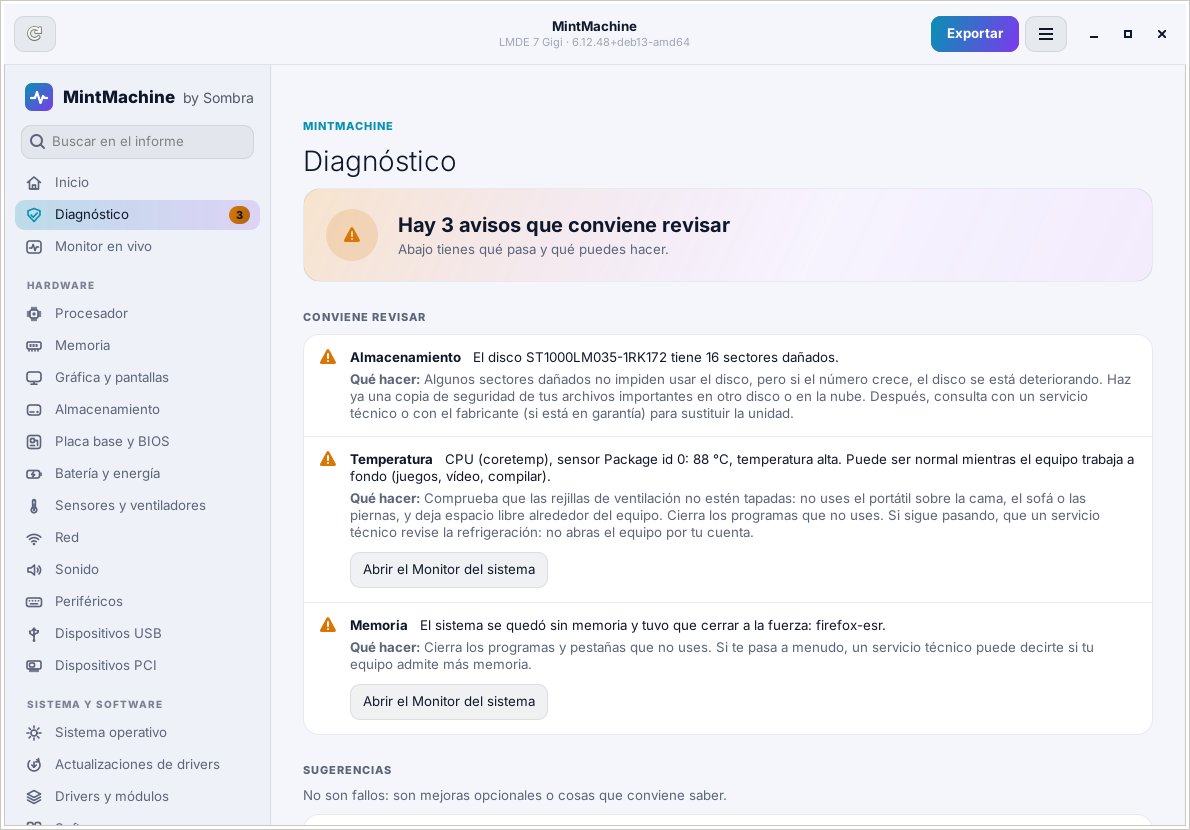 MintMachine
LMDE 7 Gigi · 6.12.48+deb13-amd64
Exportar
MintMachine by Sombra
Buscar en el informe
Inicio
Diagnóstico 3
Monitor en vivo
HARDWARE
Procesador
Memoria
Gráfica y pantallas
Almacenamiento
Placa base y BIOS
Batería y energía
Sensores y ventiladores
Red
Sonido
Periféricos
Dispositivos USB
Dispositivos PCI
SISTEMA Y SOFTWARE
Sistema operativo
Actualizaciones de drivers
Drivers y módulos
MINTMACHINE
Diagnóstico
Hay 3 avisos que conviene revisar
Abajo tienes qué pasa y qué puedes hacer.
CONVIENE REVISAR
Almacenamiento El disco ST1000LM035-1RK172 tiene 16 sectores dañados.
Qué hacer: Algunos sectores dañados no impiden usar el disco, pero si el número crece, el disco se está deteriorando. Haz
ya una copia de seguridad de tus archivos importantes en otro disco o en la nube. Después, consulta con un servicio
técnico o con el fabricante (si está en garantía) para sustituir la unidad.
Temperatura CPU (coretemp), sensor Package id 0: 88 °C, temperatura alta. Puede ser normal mientras el equipo trabaja a
fondo (juegos, vídeo, compilar).
Qué hacer: Comprueba que las rejillas de ventilación no estén tapadas: no uses el portátil sobre la cama, el sofá o las
piernas, y deja espacio libre alrededor del equipo. Cierra los programas que no uses. Si sigue pasando, que un servicio
técnico revise la refrigeración: no abras el equipo por tu cuenta.
Abrir el Monitor del sistema
Memoria El sistema se quedó sin memoria y tuvo que cerrar a la fuerza: firefox-esr.
Qué hacer: Cierra los programas y pestañas que no uses. Si te pasa a menudo, un servicio técnico puede decirte si tu
equipo admite más memoria.
Abrir el Monitor del sistema
SUGERENCIAS
No son fallos: son mejoras opcionales o cosas que conviene saber.